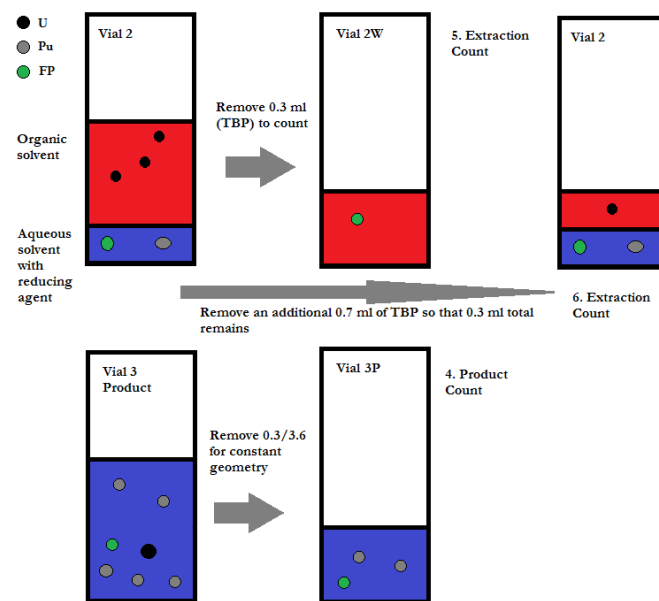 U
Pu
FP
Vial 2
Organic
solvent
Aqueous
solvent
with
reducing
agent
Remove 0.3 ml
(TBP) to count
Vial 2W
5. Extraction
Count
Vial 2
Remove an additional 0.7 ml of TBP so that 0.3 ml total
remains
6. Extraction
Count
Vial 3
Product
Remove 0.3/3.6
for constant
geometry
Vial 3P
4. Product
Count